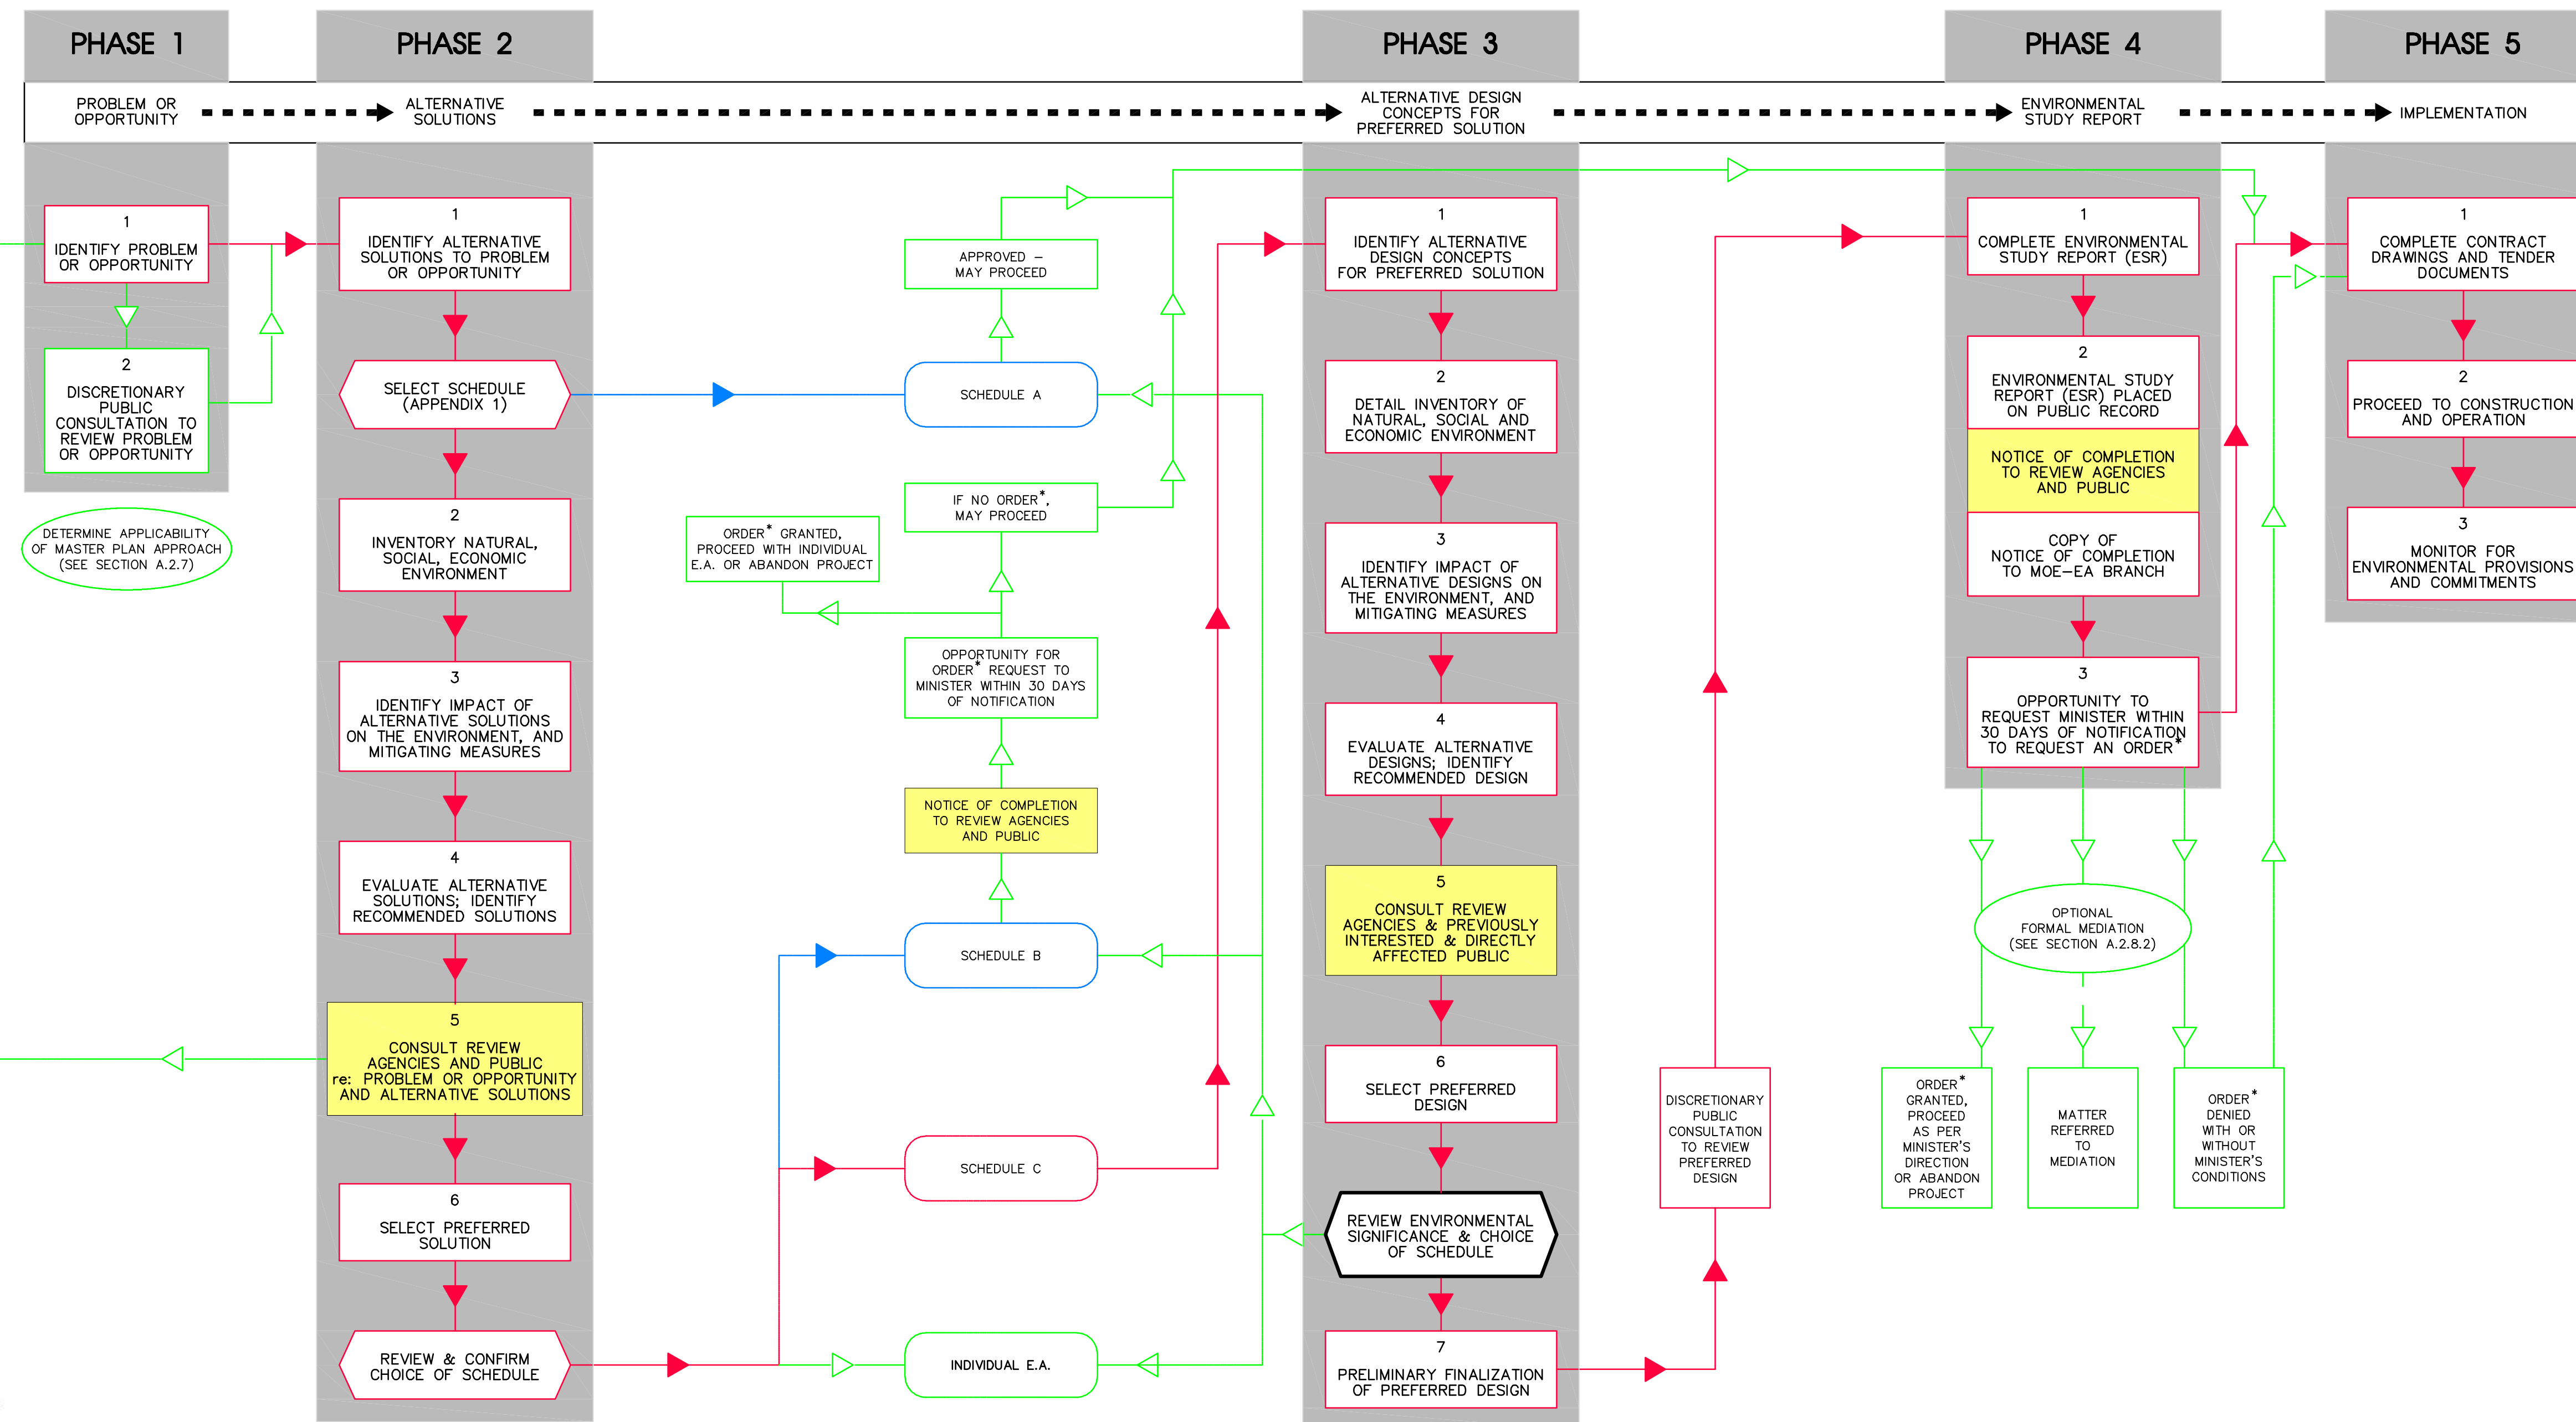 PHASE 1
PHASE 2
PHASE 3
PHASE 4
PHASE 5
PROBLEM OR
OPPORTUNITY
ALTERNATIVE
SOLUTIONS
ALTERNATIVE DESIGN
CONCEPTS FOR
PREFERRED SOLUTION
ENVIRONMENTAL
STUDY REPORT
IMPLEMENTATION
1
IDENTIFY PROBLEM
OR OPPORTUNITY
2
DISCRETIONARY
PUBLIC
CONSULTATION TO
REVIEW PROBLEM
OR OPPORTUNITY
DETERMINE APPLICABILITY
OF MASTER PLAN APPROACH
(SEE SECTION A.2.7)
1
IDENTIFY ALTERNATIVE
SOLUTIONS TO PROBLEM
OR OPPORTUNITY
SELECT SCHEDULE
(APPENDIX 1)
2
INVENTORY NATURAL,
SOCIAL, ECONOMIC
ENVIRONMENT
3
IDENTIFY IMPACT OF
ALTERNATIVE SOLUTIONS
ON THE ENVIRONMENT, AND
MITIGATING MEASURES
4
EVALUATE ALTERNATIVE
SOLUTIONS; IDENTIFY
RECOMMENDED SOLUTIONS
5
CONSULT REVIEW
AGENCIES AND PUBLIC
re: PROBLEM OR OPPORTUNITY
AND ALTERNATIVE SOLUTIONS
6
SELECT PREFERRED
SOLUTION
REVIEW & CONFIRM
CHOICE OF SCHEDULE
APPROVED –
MAY PROCEED
SCHEDULE A
IF NO ORDER*,
MAY PROCEED
ORDER* GRANTED,
PROCEED WITH INDIVIDUAL
E.A. OR ABANDON PROJECT
OPPORTUNITY FOR
ORDER* REQUEST TO
MINISTER WITHIN 30 DAYS
OF NOTIFICATION
NOTICE OF COMPLETION
TO REVIEW AGENCIES
AND PUBLIC
SCHEDULE B
SCHEDULE C
INDIVIDUAL E.A.
1
IDENTIFY ALTERNATIVE
DESIGN CONCEPTS
FOR PREFERRED SOLUTION
2
DETAIL INVENTORY OF
NATURAL, SOCIAL AND
ECONOMIC ENVIRONMENT
3
IDENTIFY IMPACT OF
ALTERNATIVE DESIGNS ON
THE ENVIRONMENT, AND
MITIGATING MEASURES
4
EVALUATE ALTERNATIVE
DESIGNS; IDENTIFY
RECOMMENDED DESIGN
5
CONSULT REVIEW
AGENCIES & PREVIOUSLY
INTERESTED & DIRECTLY
AFFECTED PUBLIC
6
SELECT PREFERRED
DESIGN
REVIEW ENVIRONMENTAL
SIGNIFICANCE & CHOICE
OF SCHEDULE
7
PRELIMINARY FINALIZATION
OF PREFERRED DESIGN
DISCRETIONARY
PUBLIC
CONSULTATION
TO REVIEW
PREFERRED
DESIGN
1
COMPLETE ENVIRONMENTAL
STUDY REPORT (ESR)
2
ENVIRONMENTAL STUDY
REPORT (ESR) PLACED
ON PUBLIC RECORD
NOTICE OF COMPLETION
TO REVIEW AGENCIES
AND PUBLIC
COPY OF
NOTICE OF COMPLETION
TO MOE–EA BRANCH
3
OPPORTUNITY TO
REQUEST MINISTER WITHIN
30 DAYS OF NOTIFICATION
TO REQUEST AN ORDER*
OPTIONAL
FORMAL MEDIATION
(SEE SECTION A.2.8.2)
ORDER*
GRANTED,
PROCEED
AS PER
MINISTER'S
DIRECTION
OR ABANDON
PROJECT
MATTER
REFERRED
TO
MEDIATION
ORDER*
DENIED
WITH OR
WITHOUT
MINISTER'S
CONDITIONS
1
COMPLETE CONTRACT
DRAWINGS AND TENDER
DOCUMENTS
2
PROCEED TO CONSTRUCTION
AND OPERATION
3
MONITOR FOR
ENVIRONMENTAL PROVISIONS
AND COMMITMENTS